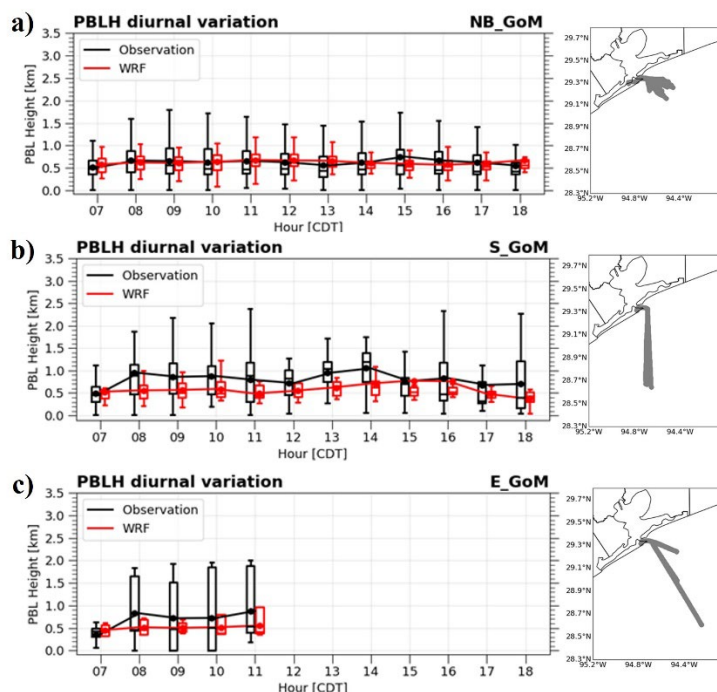 a)
PBLH diurnal variation NB_GoM
Observation
WRF
PBL Height [km]
3.5
3.0
2.5
2.0
1.5
1.0
0.5
0.0
07 08 09 10 11 12 13 14 15 16 17 18
Hour [CDT]
29.7°N
29.5°N
29.3°N
29.1°N
28.9°N
28.7°N
28.5°N
28.3°N
95.2°W 94.8°W 94.4°W
b)
PBLH diurnal variation S_GoM
Observation
WRF
PBL Height [km]
3.5
3.0
2.5
2.0
1.5
1.0
0.5
0.0
07 08 09 10 11 12 13 14 15 16 17 18
Hour [CDT]
29.7°N
29.5°N
29.3°N
29.1°N
28.9°N
28.7°N
28.5°N
28.3°N
95.2°W 94.8°W 94.4°W
c)
PBLH diurnal variation E_GoM
Observation
WRF
PBL Height [km]
3.5
3.0
2.5
2.0
1.5
1.0
0.5
0.0
07 08 09 10 11 12 13 14 15 16 17 18
Hour [CDT]
29.7°N
29.5°N
29.3°N
29.1°N
28.9°N
28.7°N
28.5°N
28.3°N
95.2°W 94.8°W 94.4°W